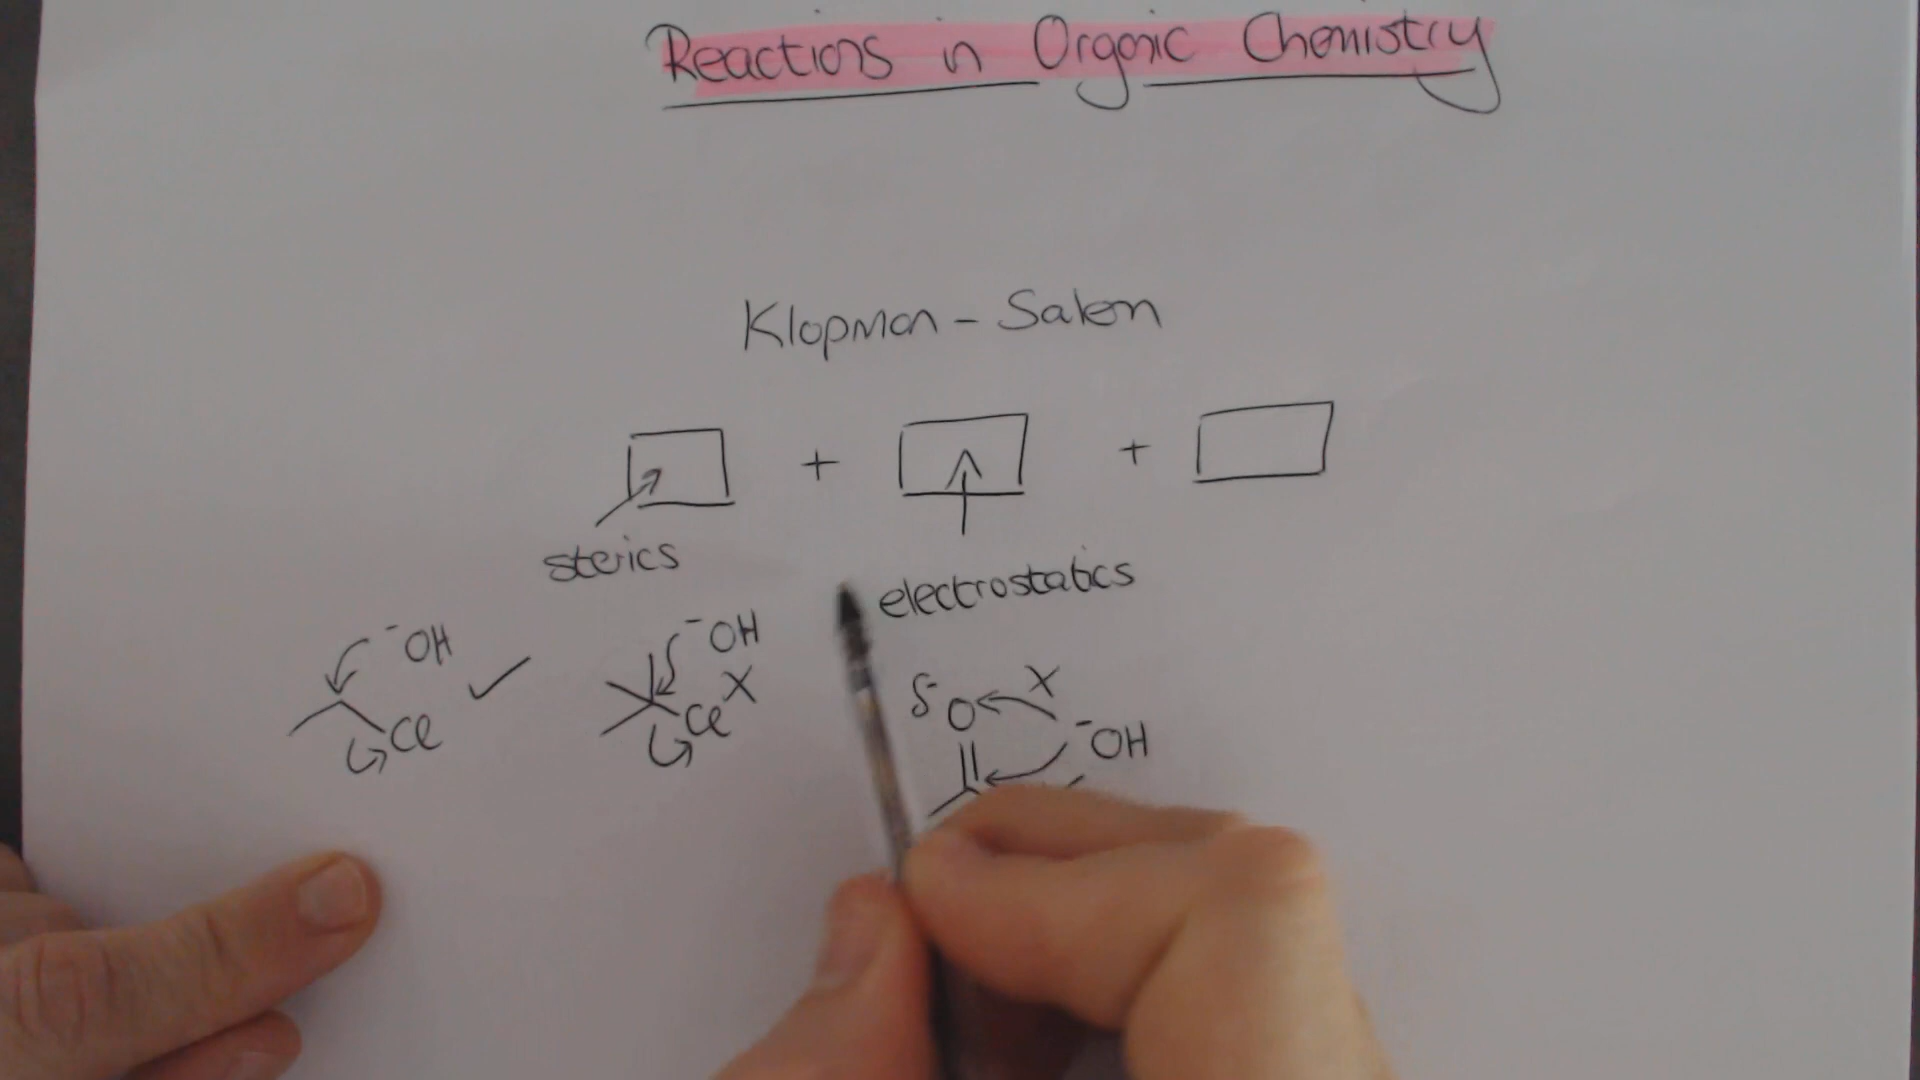 Reactions in Organic Chemistry
Klopman - Salem
+ +
sterics
electrostatics
⁻OH ✓
Cl
⁻OH
Cl X
δ⁻ O X
⁻OH